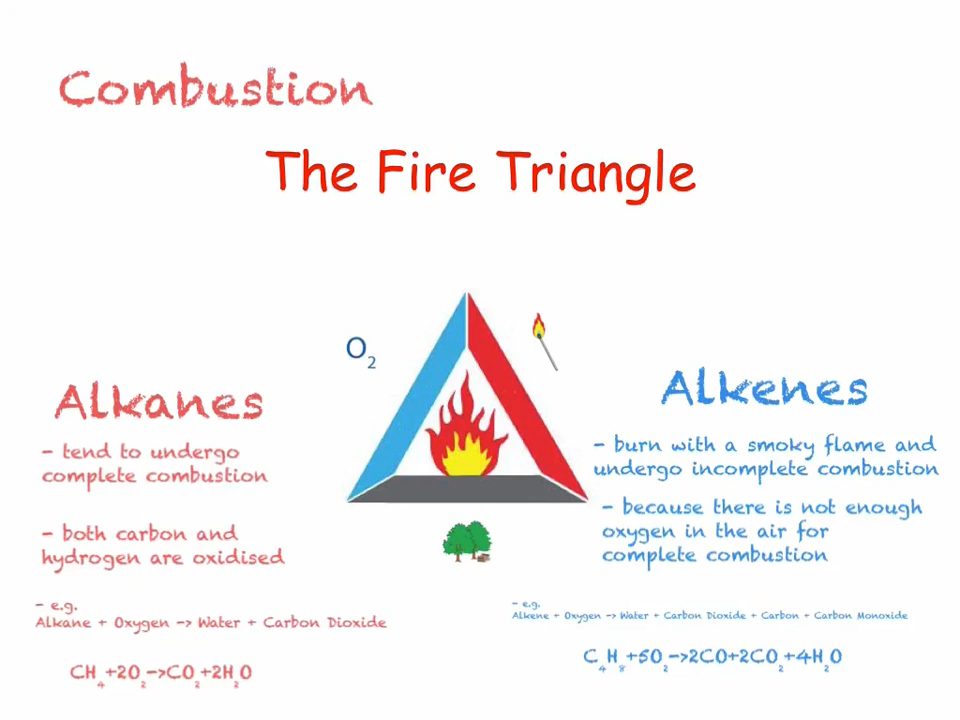 Combustion
The Fire Triangle
O₂
Alkanes
- tend to undergo
complete combustion
- both carbon and
hydrogen are oxidised
- e.g.
Alkane + Oxygen -> Water + Carbon Dioxide
CH₄+2O₂->CO₂+2H₂O
Alkenes
- burn with a smoky flame and
undergo incomplete combustion
- because there is not enough
oxygen in the air for
complete combustion
- e.g.
Alkene + Oxygen -> Water + Carbon Dioxide + Carbon + Carbon Monoxide
C₄H₈+5O₂->2CO+2CO₂+4H₂O